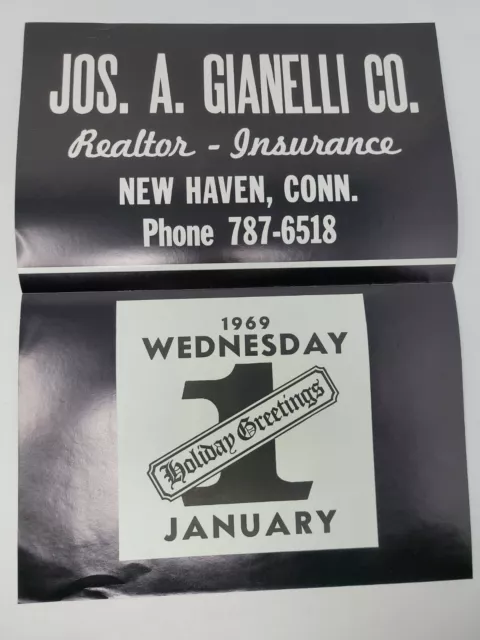 JOS. A. GIANELLI CO.
Realtor - Insurance
NEW HAVEN, CONN.
Phone 787-6518
1969
WEDNESDAY
1
Holiday Greetings
JANUARY